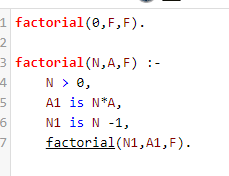 1 factorial(0,F,F).
2
3 factorial(N,A,F) :-
4     N > 0,
5     A1 is N*A,
6     N1 is N -1,
7     factorial(N1,A1,F).